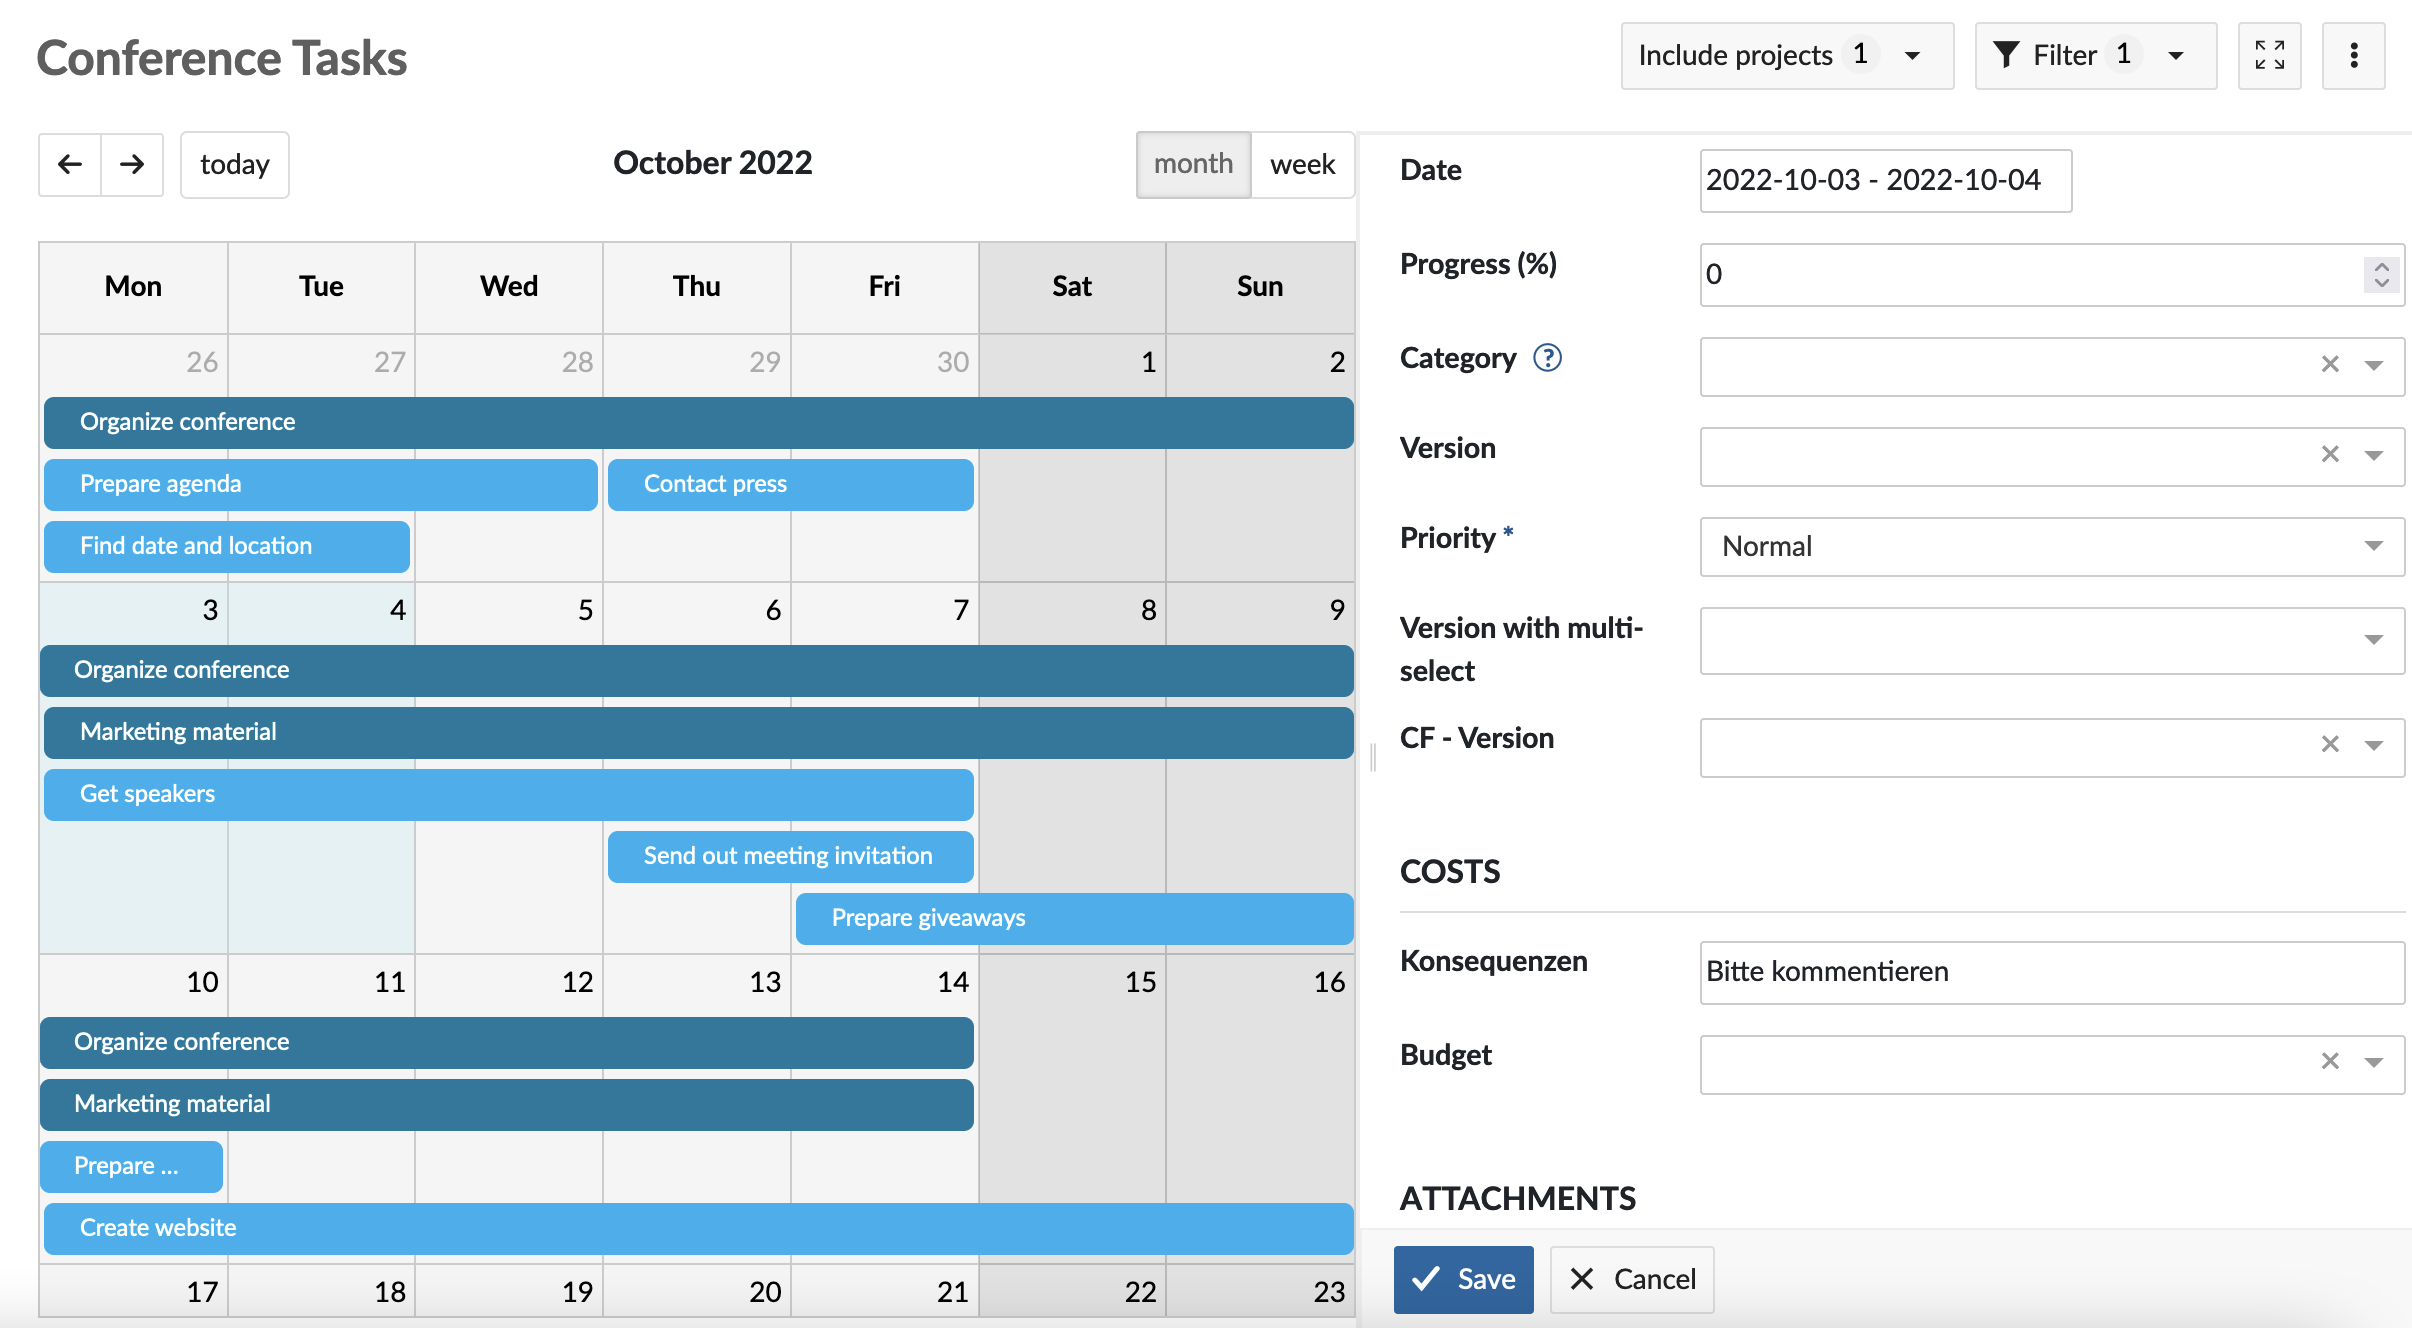 Conference Tasks
Include projects 1
Filter 1
today
October 2022
month
week
Mon Tue Wed Thu Fri Sat Sun
26 27 28 29 30 1 2
Organize conference
Prepare agenda Contact press
Find date and location
3 4 5 6 7 8 9
Organize conference
Marketing material
Get speakers
Send out meeting invitation
Prepare giveaways
10 11 12 13 14 15 16
Organize conference
Marketing material
Prepare ...
Create website
17 18 19 20 21 22 23
Date 2022-10-03 - 2022-10-04
Progress (%) 0
Category ?
Version
Priority * Normal
Version with multi-
select
CF - Version
COSTS
Konsequenzen Bitte kommentieren
Budget
ATTACHMENTS
Save Cancel